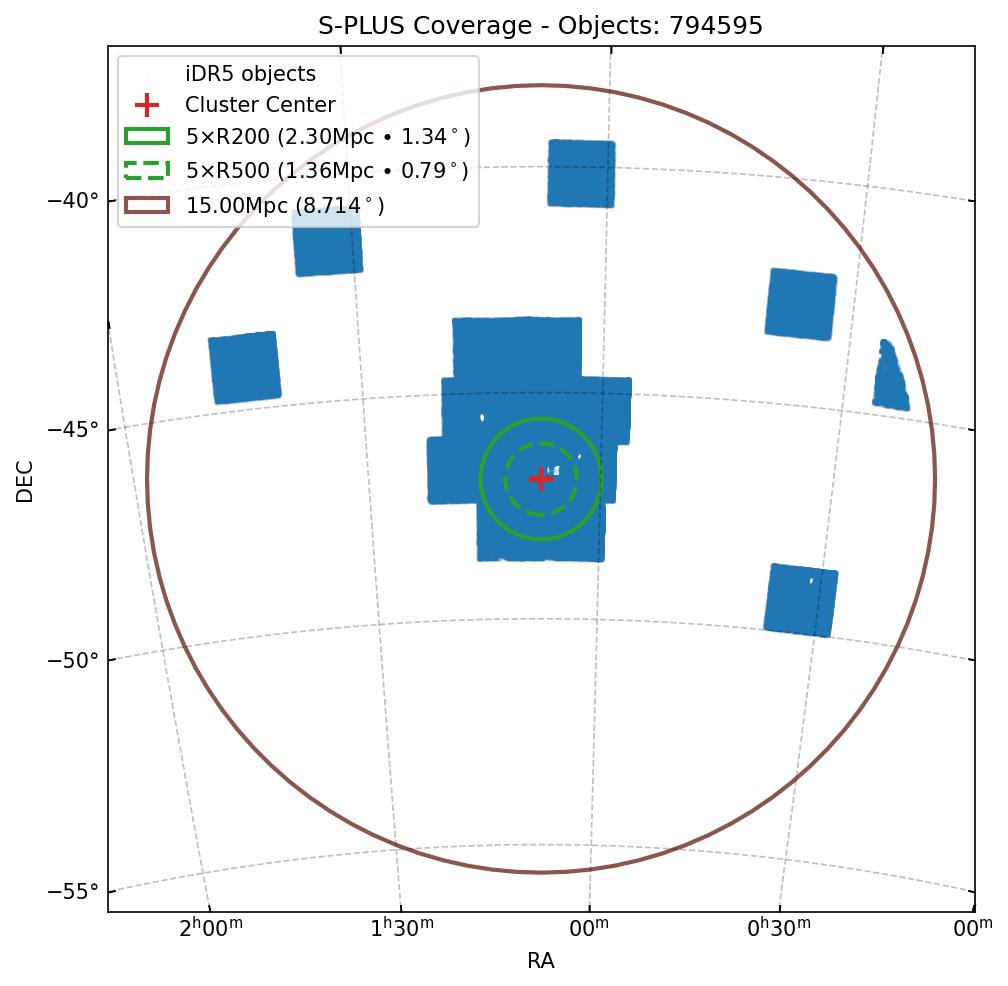 S-PLUS Coverage - Objects: 794595
iDR5 objects
Cluster Center
5×R200 (2.30Mpc • 1.34°)
5×R500 (1.36Mpc • 0.79°)
15.00Mpc (8.714°)
−40°
−45°
−50°
−55°
DEC
2ʰ00ᵐ 1ʰ30ᵐ 00ᵐ 0ʰ30ᵐ 00ᵐ
RA